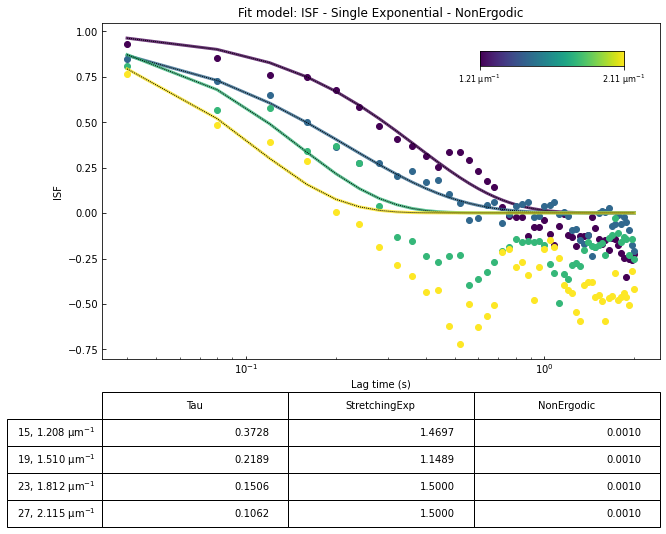 Fit model: ISF - Single Exponential - NonErgodic
1.00
0.75
0.50
0.25
0.00
−0.25
−0.50
−0.75
ISF
1.21 μm⁻¹ 2.11 μm⁻¹
10⁻¹ 10⁰
Lag time (s)
Tau StretchingExp NonErgodic
15, 1.208 μm⁻¹ 0.3728 1.4697 0.0010
19, 1.510 μm⁻¹ 0.2189 1.1489 0.0010
23, 1.812 μm⁻¹ 0.1506 1.5000 0.0010
27, 2.115 μm⁻¹ 0.1062 1.5000 0.0010